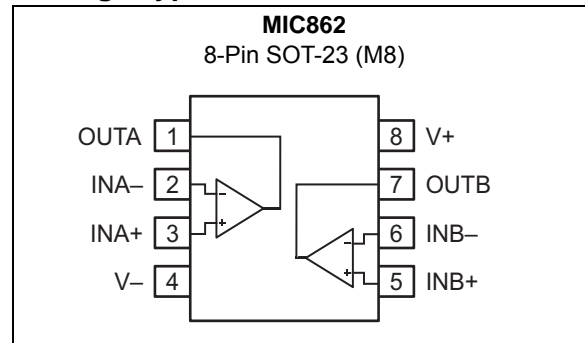 MIC862
8-Pin SOT-23 (M8)
OUTA 1 8 V+
INA– 2 – 7 OUTB
INA+ 3 + – 6 INB–
V– 4 + 5 INB+